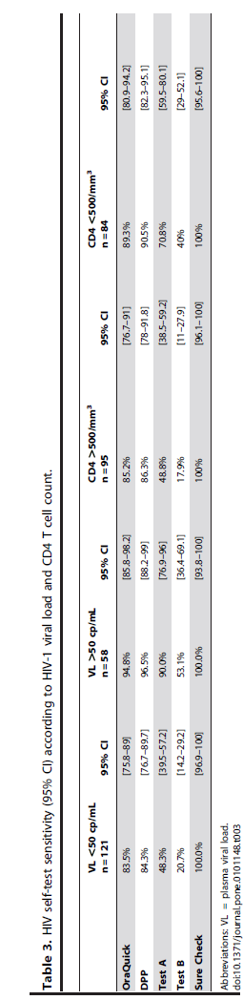 Table 3. HIV self-test sensitivity (95% CI) according to HIV-1 viral load and CD4 T cell count.
VL <50 cp/mL VL >50 cp/mL CD4 >500/mm³ CD4 <500/mm³
n = 121 95% CI n = 58 95% CI n = 95 95% CI n = 84 95% CI
OraQuick 83.5% [75.8–89] 94.8% [85.8–98.2] 85.2% [76.7–91] 89.3% [80.9–94.2]
DPP 84.3% [76.7–89.7] 96.5% [88.2–99] 86.3% [78–91.8] 90.5% [82.3–95.1]
Test A 48.3% [39.5–57.2] 90.0% [76.9–96] 48.8% [38.5–59.2] 70.8% [59.5–80.1]
Test B 20.7% [14.2–29.2] 53.1% [36.4–69.1] 17.9% [11–27.9] 40% [29–52.1]
Sure Check 100.0% [96.9–100] 100.0% [93.8–100] 100% [96.1–100] 100% [95.6–100]
Abbreviations: VL = plasma viral load.
doi:10.1371/journal.pone.0101148.t003